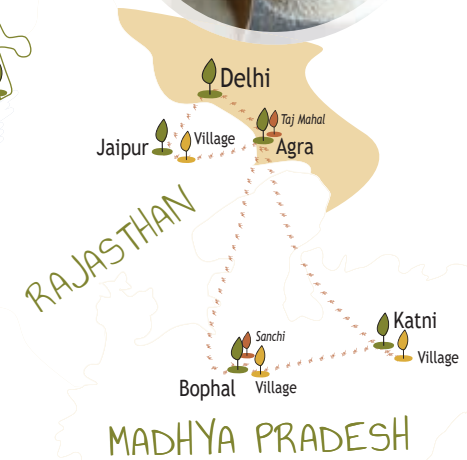 Delhi
Taj Mahal
Village
Jaipur
Agra
RAJASTHAN
Katni
Sanchi
Village
Bophal
Village
MADHYA PRADESH